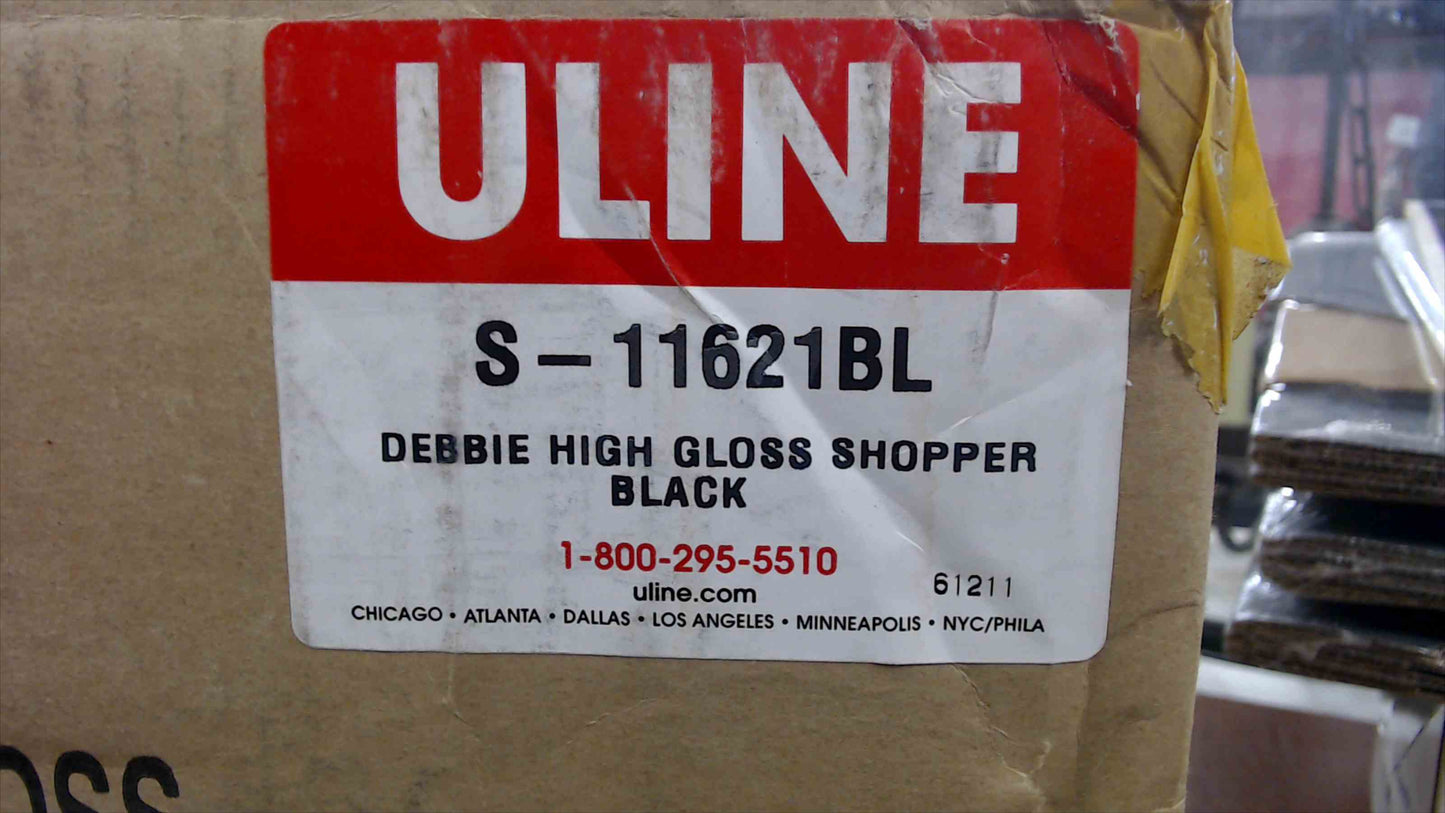 ULINE
S-11621BL
DEBBIE HIGH GLOSS SHOPPER
BLACK
1-800-295-5510
uline.com
61211
CHICAGO • ATLANTA • DALLAS • LOS ANGELES • MINNEAPOLIS • NYC/PHILA